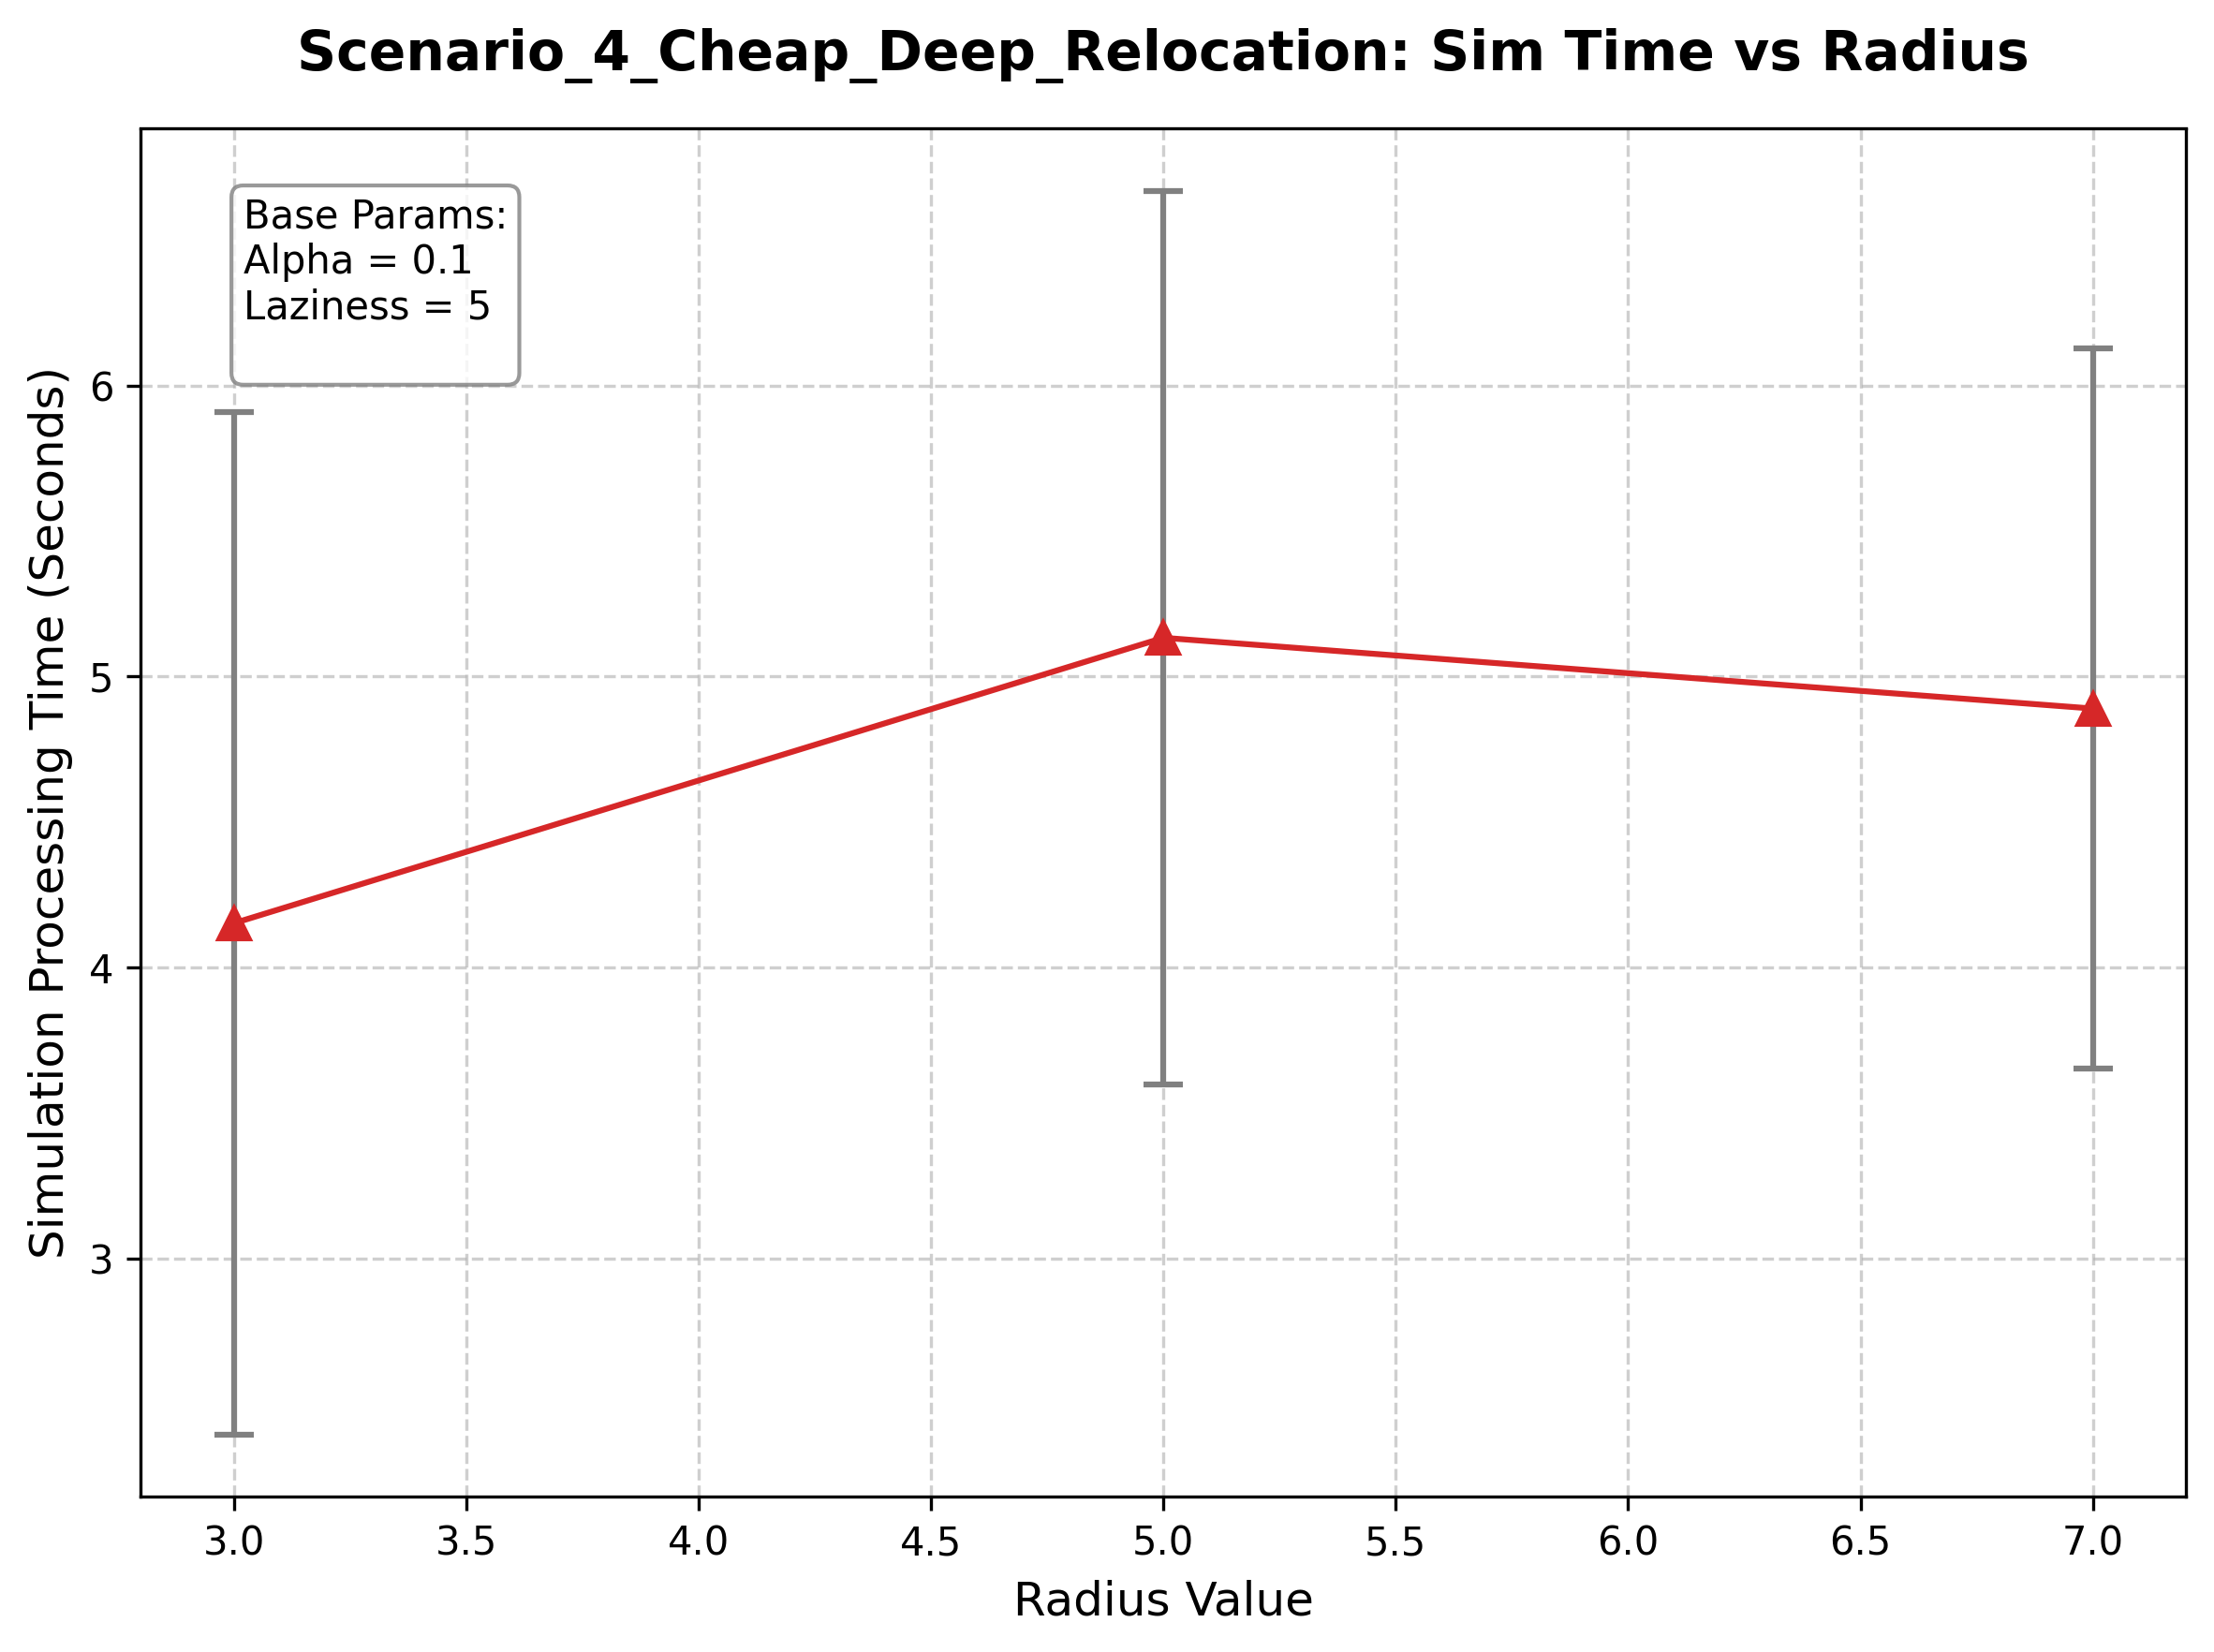 Scenario_4_Cheap_Deep_Relocation: Sim Time vs Radius
Base Params:
Alpha = 0.1
Laziness = 5
Simulation Processing Time (Seconds)
6
5
4
3
3.0 3.5 4.0 4.5 5.0 5.5 6.0 6.5 7.0
Radius Value